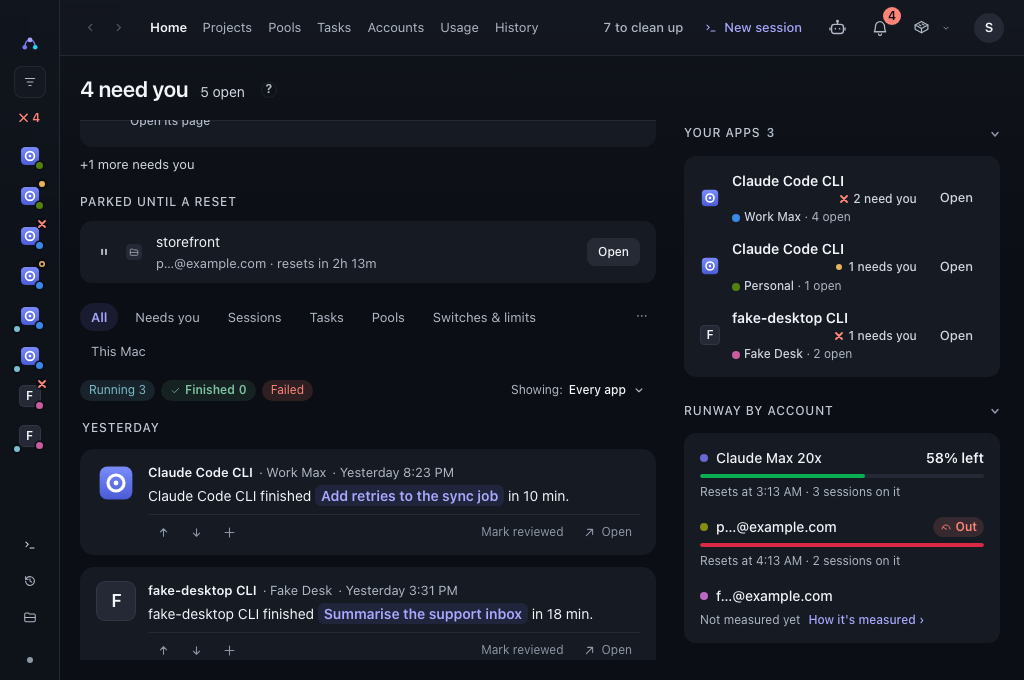 Home Projects Pools Tasks Accounts Usage History 7 to clean up New session 4 S
4
4 need you 5 open ?
Open its page
+1 more needs you
PARKED UNTIL A RESET
storefront
p...@example.com · resets in 2h 13m
Open
All Needs you Sessions Tasks Pools Switches & limits ...
This Mac
Running 3 Finished 0 Failed Showing: Every app
YESTERDAY
Claude Code CLI · Work Max · Yesterday 8:23 PM
Claude Code CLI finished Add retries to the sync job in 10 min.
Mark reviewed Open
F
fake-desktop CLI · Fake Desk · Yesterday 3:31 PM
fake-desktop CLI finished Summarise the support inbox in 18 min.
Mark reviewed Open
F
F
YOUR APPS 3
Claude Code CLI
2 need you
Work Max · 4 open
Open
Claude Code CLI
1 needs you
Personal · 1 open
Open
F
fake-desktop CLI
1 needs you
Fake Desk · 2 open
Open
RUNWAY BY ACCOUNT
Claude Max 20x 58% left
Resets at 3:13 AM · 3 sessions on it
p...@example.com Out
Resets at 4:13 AM · 2 sessions on it
f...@example.com
Not measured yet How it's measured ›